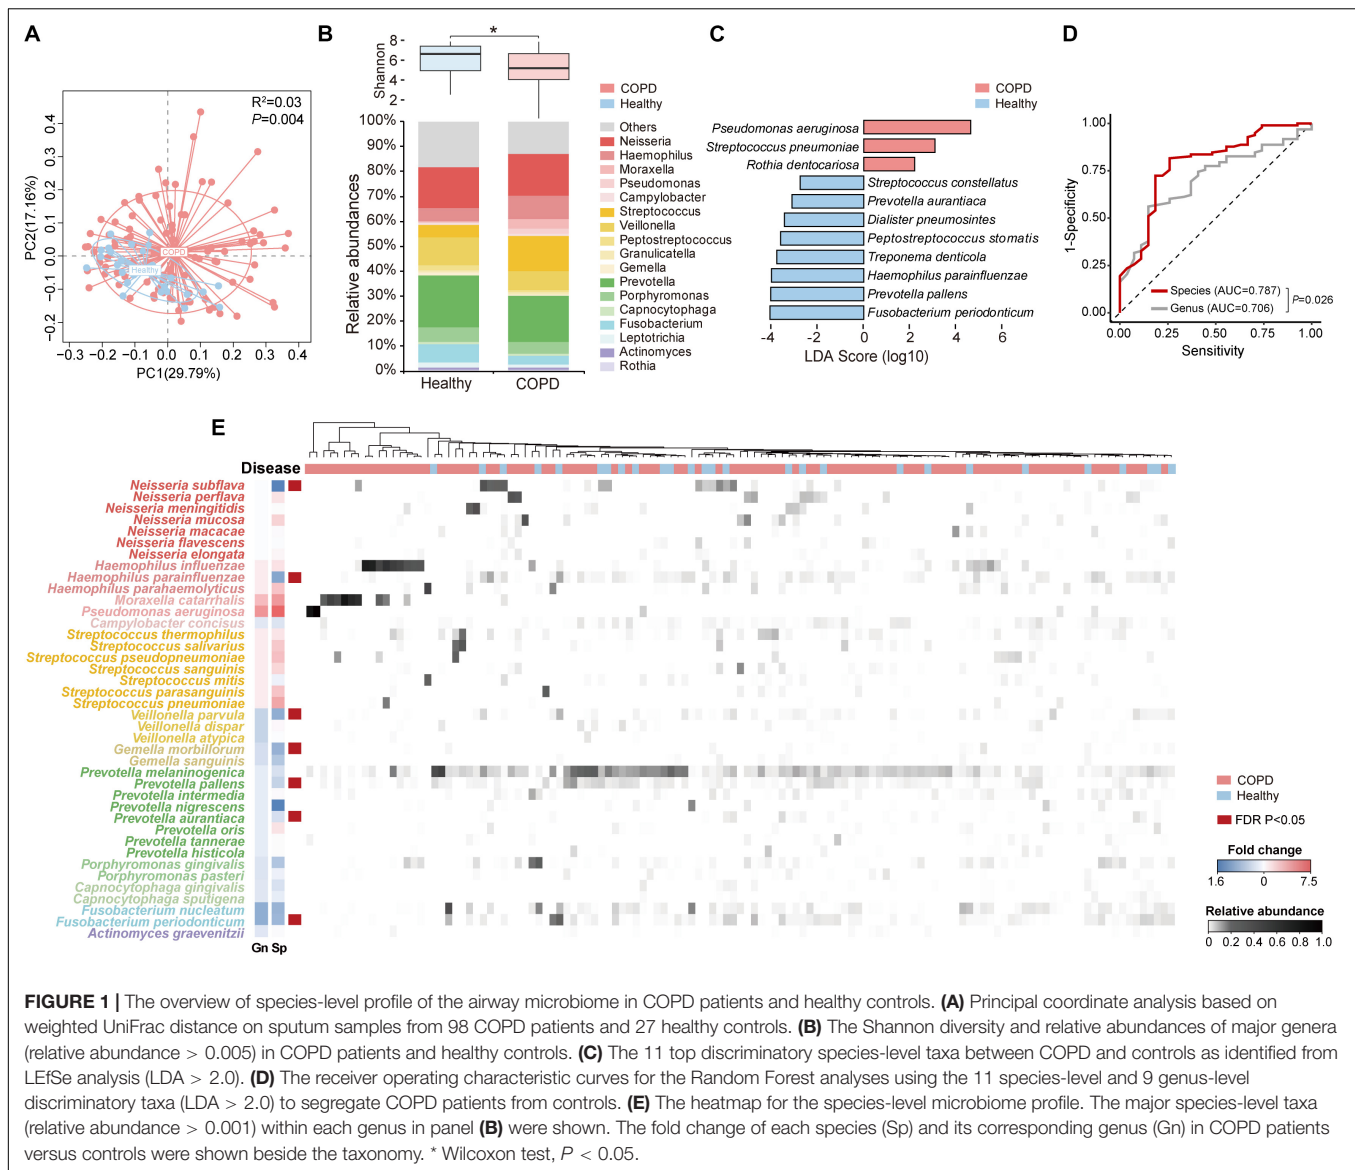 A
R²=0.03
P=0.004
PC2(17.16%)
0.4
0.3
0.2
0.1
0.0
−0.1
−0.2
COPD
Healthy
−0.3
−0.2
−0.1
0.0
0.1
0.2
0.3
0.4
PC1(29.79%)
B
*
Shannon
8
6
4
2
COPD
Healthy
Relative abundances
100%
90%
80%
70%
60%
50%
40%
30%
20%
10%
0%
Healthy
COPD
Others
Neisseria
Haemophilus
Moraxella
Pseudomonas
Campylobacter
Streptococcus
Veillonella
Peptostreptococcus
Granulicatella
Gemella
Prevotella
Porphyromonas
Capnocytophaga
Fusobacterium
Leptotrichia
Actinomyces
Rothia
C
COPD
Healthy
Pseudomonas aeruginosa
Streptococcus pneumoniae
Rothia dentocariosa
Streptococcus constellatus
Prevotella aurantiaca
Dialister pneumosintes
Peptostreptococcus stomatis
Treponema denticola
Haemophilus parainfluenzae
Prevotella pallens
Fusobacterium periodonticum
−4
−2
0
2
4
6
LDA Score (log10)
D
1-Specificity
1.00
0.75
0.50
0.25
0.00
Species (AUC=0.787)
Genus (AUC=0.706)
P=0.026
0.00
0.25
0.50
0.75
1.00
Sensitivity
E
Disease
Neisseria subflava
Neisseria perflava
Neisseria meningitidis
Neisseria mucosa
Neisseria macacae
Neisseria flavescens
Neisseria elongata
Haemophilus influenzae
Haemophilus parainfluenzae
Haemophilus parahaemolyticus
Moraxella catarrhalis
Pseudomonas aeruginosa
Campylobacter concisus
Streptococcus thermophilus
Streptococcus salivarius
Streptococcus pseudopneumoniae
Streptococcus sanguinis
Streptococcus mitis
Streptococcus parasanguinis
Streptococcus pneumoniae
Veillonella parvula
Veillonella dispar
Veillonella atypica
Gemella morbillorum
Gemella sanguinis
Prevotella melaninogenica
Prevotella pallens
Prevotella intermedia
Prevotella nigrescens
Prevotella aurantiaca
Prevotella oris
Prevotella tannerae
Prevotella histicola
Porphyromonas gingivalis
Porphyromonas pasteri
Capnocytophaga gingivalis
Capnocytophaga sputigena
Fusobacterium nucleatum
Fusobacterium periodonticum
Actinomyces graevenitzii
Gn Sp
COPD
Healthy
FDR P<0.05
Fold change
1.6 0 7.5
Relative abundance
0 0.2 0.4 0.6 0.8 1.0
FIGURE 1 | The overview of species-level profile of the airway microbiome in COPD patients and healthy controls. (A) Principal coordinate analysis based on
weighted UniFrac distance on sputum samples from 98 COPD patients and 27 healthy controls. (B) The Shannon diversity and relative abundances of major genera
(relative abundance > 0.005) in COPD patients and healthy controls. (C) The 11 top discriminatory species-level taxa between COPD and controls as identified from
LEfSe analysis (LDA > 2.0). (D) The receiver operating characteristic curves for the Random Forest analyses using the 11 species-level and 9 genus-level
discriminatory taxa (LDA > 2.0) to segregate COPD patients from controls. (E) The heatmap for the species-level microbiome profile. The major species-level taxa
(relative abundance > 0.001) within each genus in panel (B) were shown. The fold change of each species (Sp) and its corresponding genus (Gn) in COPD patients
versus controls were shown beside the taxonomy. * Wilcoxon test, P < 0.05.